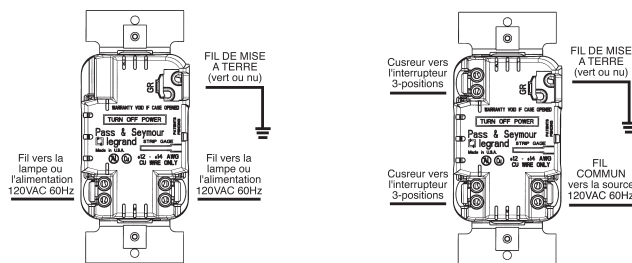 FIL DE MISE
A TERRE
(vert ou nu)
GR
WARRANTY VOID IF CASE OPENED
TURN OFF POWER
Pass & Seymour
legrand STRIP GAGE
Made in U.S.A.
#12 - #14 AWG
CU WIRE ONLY
Fil vers la
lampe ou
l'alimentation
120VAC 60Hz
Fil vers la
lampe ou
l'alimentation
120VAC 60Hz
Cusreur vers
l'interrupteur
3-positions
FIL DE MISE
A TERRE
(vert ou nu)
GR
WARRANTY VOID IF CASE OPENED
TURN OFF POWER
Pass & Seymour
legrand STRIP GAGE
Made in U.S.A.
#12 - #14 AWG
CU WIRE ONLY
Cusreur vers
l'interrupteur
3-positions
FIL
COMMUN
vers la source
120VAC 60Hz